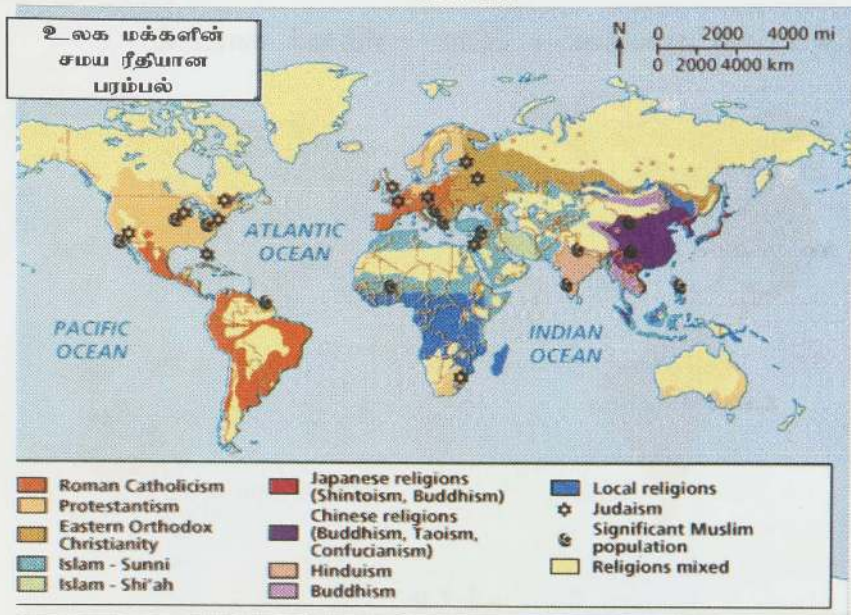 உலக மக்களின்
சமய ரீதியான
பரம்பல்
N
0 2000 4000 mi
0 2000 4000 km
ATLANTIC
OCEAN
PACIFIC
OCEAN
INDIAN
OCEAN
Roman Catholicism
Protestantism
Eastern Orthodox
Christianity
Islam - Sunni
Islam - Shi'ah
Japanese religions
(Shintoism, Buddhism)
Chinese religions
(Buddhism, Taoism,
Confucianism)
Hinduism
Buddhism
Local religions
Judaism
Significant Muslim
population
Religions mixed